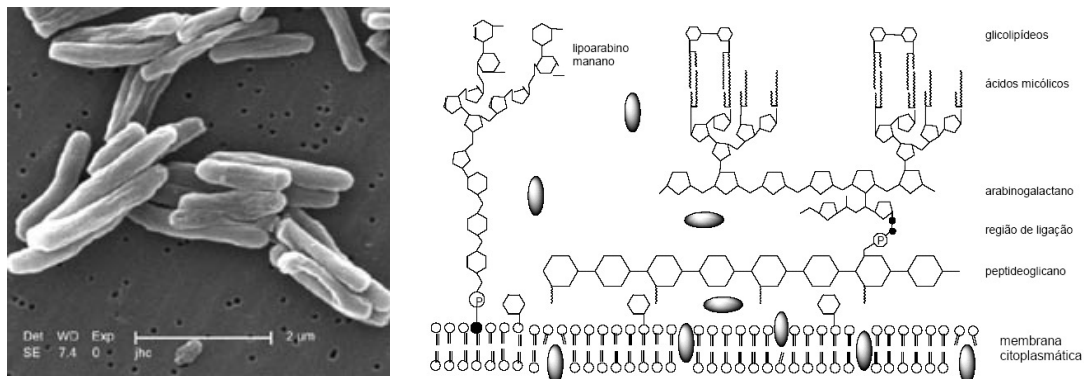 Det WD Exp
SE 7.4 0 jhc
2 µm
lipoarabino
manano
glicolipídeos
ácidos micólicos
arabinogalactano
região de ligação
P
peptideoglicano
P
membrana
citoplasmática